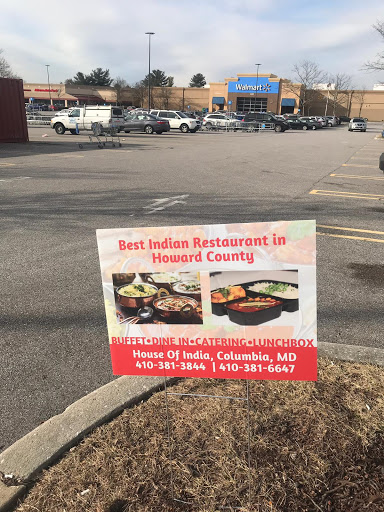 Walmart
Best Indian Restaurant in
Howard County
BUFFET•DINE IN•CATERING•LUNCHBOX
House Of India, Columbia, MD
410-381-3844 | 410-381-6647